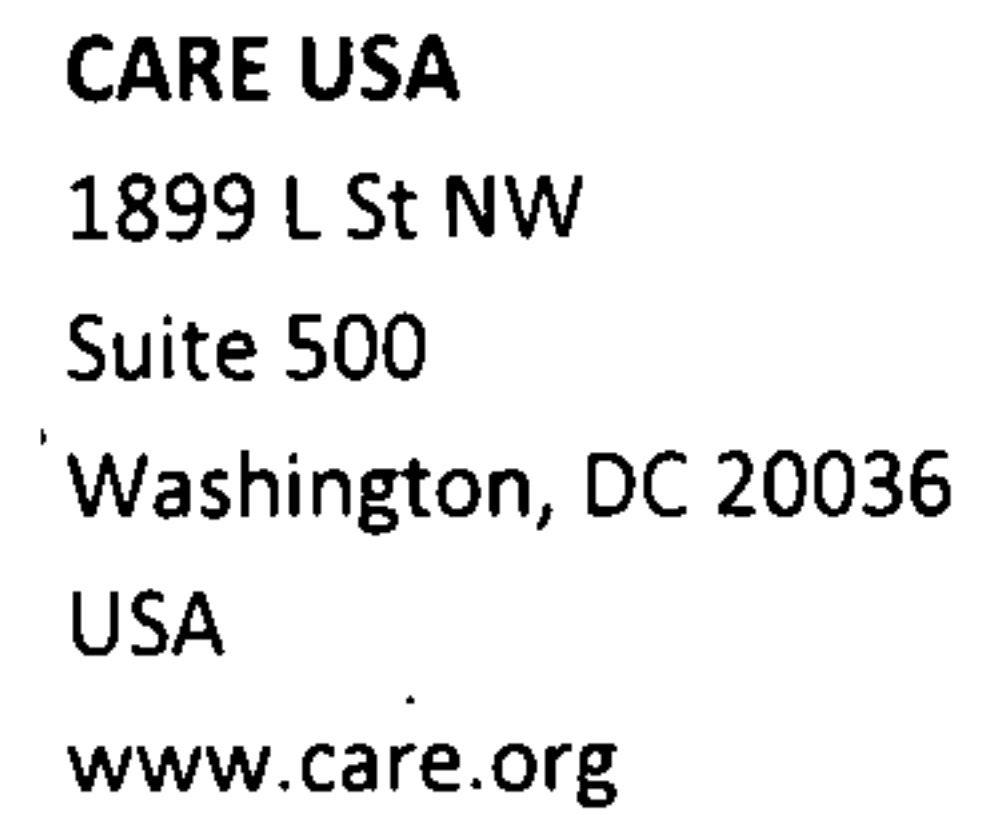 CARE USA
1899 L St NW
Suite 500
Washington, DC 20036
USA
www.care.org